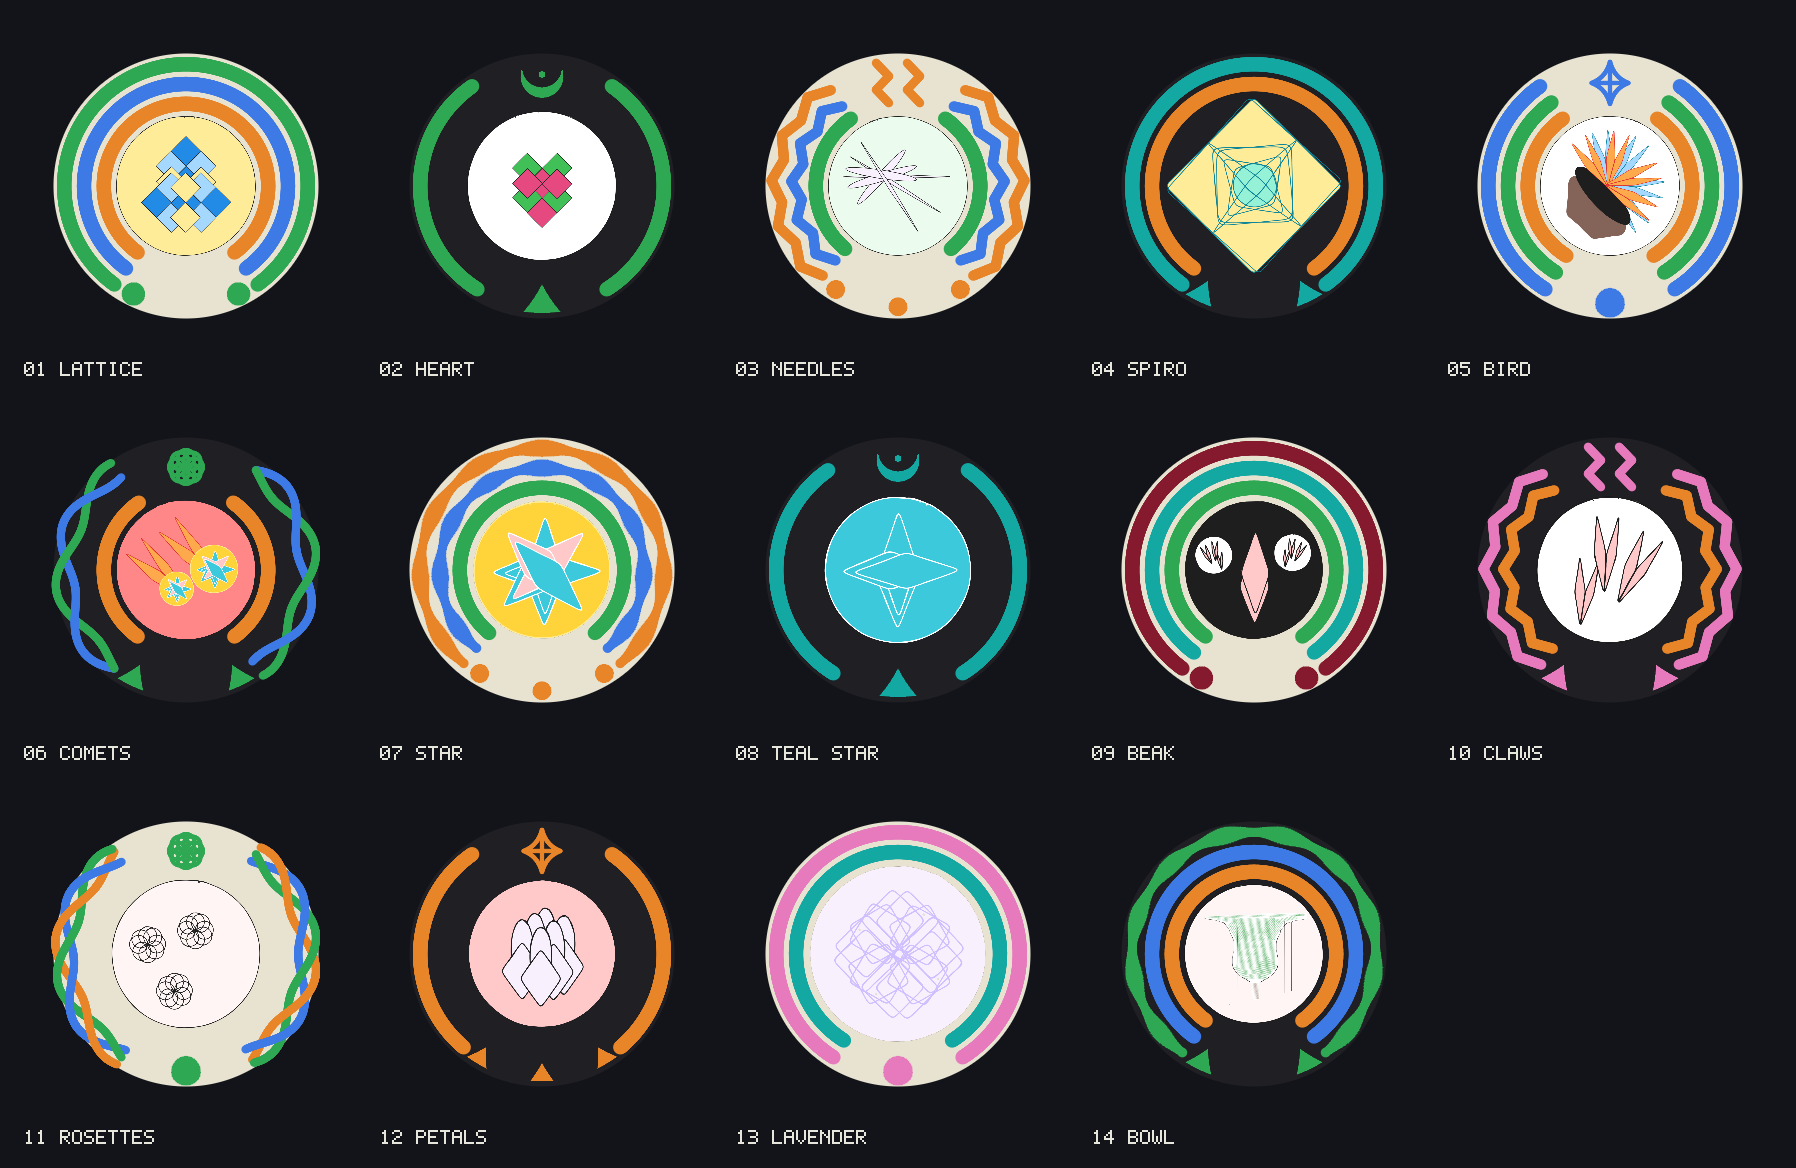 01 LATTICE
02 HEART
03 NEEDLES
04 SPIRO
05 BIRD
06 COMETS
07 STAR
08 TEAL STAR
09 BEAK
10 CLAWS
11 ROSETTES
12 PETALS
13 LAVENDER
14 BOWL